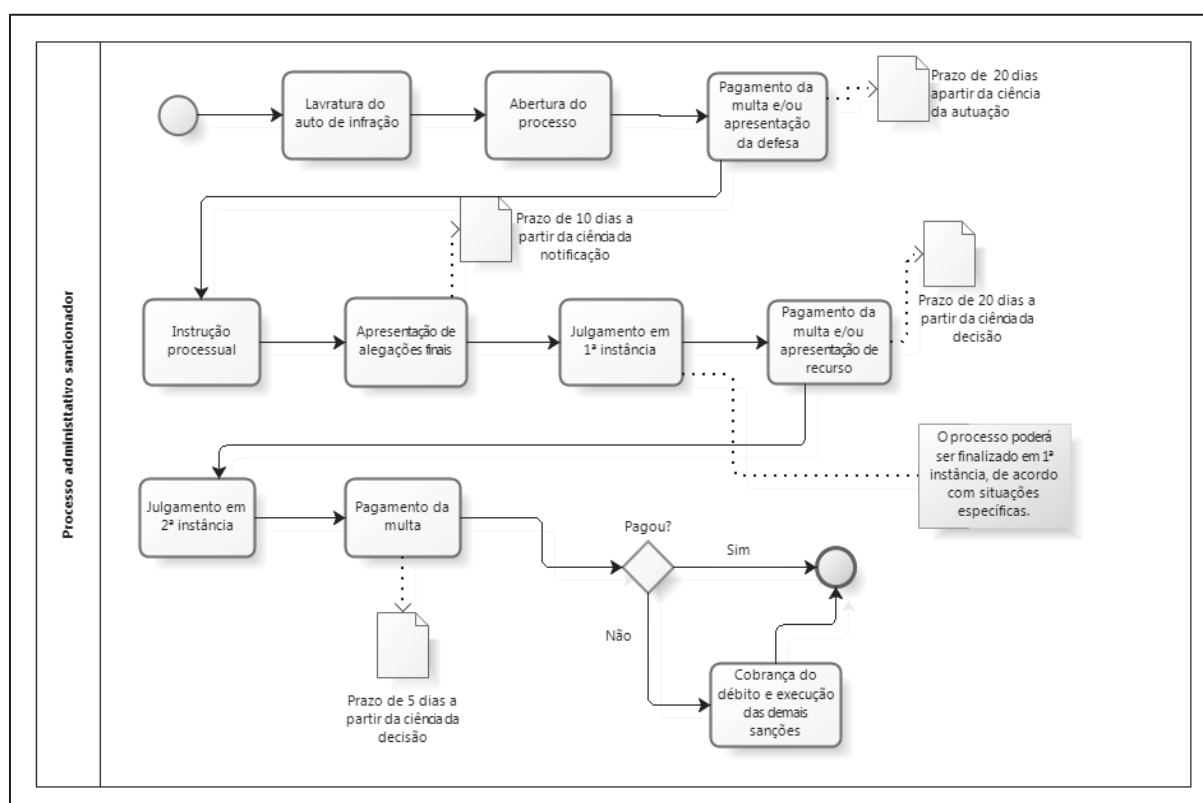 Processo administtativo sancionador
Lavratura do
auto de infração
Abertura do
processo
Pagamento da
multa e/ou
apresentação
da defesa
Prazo de 20 dias
apartir da ciência
da autuação
Prazo de 10 dias a
partir da ciência da
notificação
Instrução
processual
Apresentação de
alegações finais
Julgamento em
1ª instância
Pagamento da
multa e/ou
apresentação de
recurso
Prazo de 20 dias a
partir da ciência da
decisão
O processo poderá
ser finalizado em 1ª
instância, de acordo
com situações
específicas.
Julgamento em
2ª instância
Pagamento da
multa
Pagou?
Sim
Não
Prazo de 5 dias a
partir da ciência da
decisão
Cobrança do
débito e execução
das demais
sanções